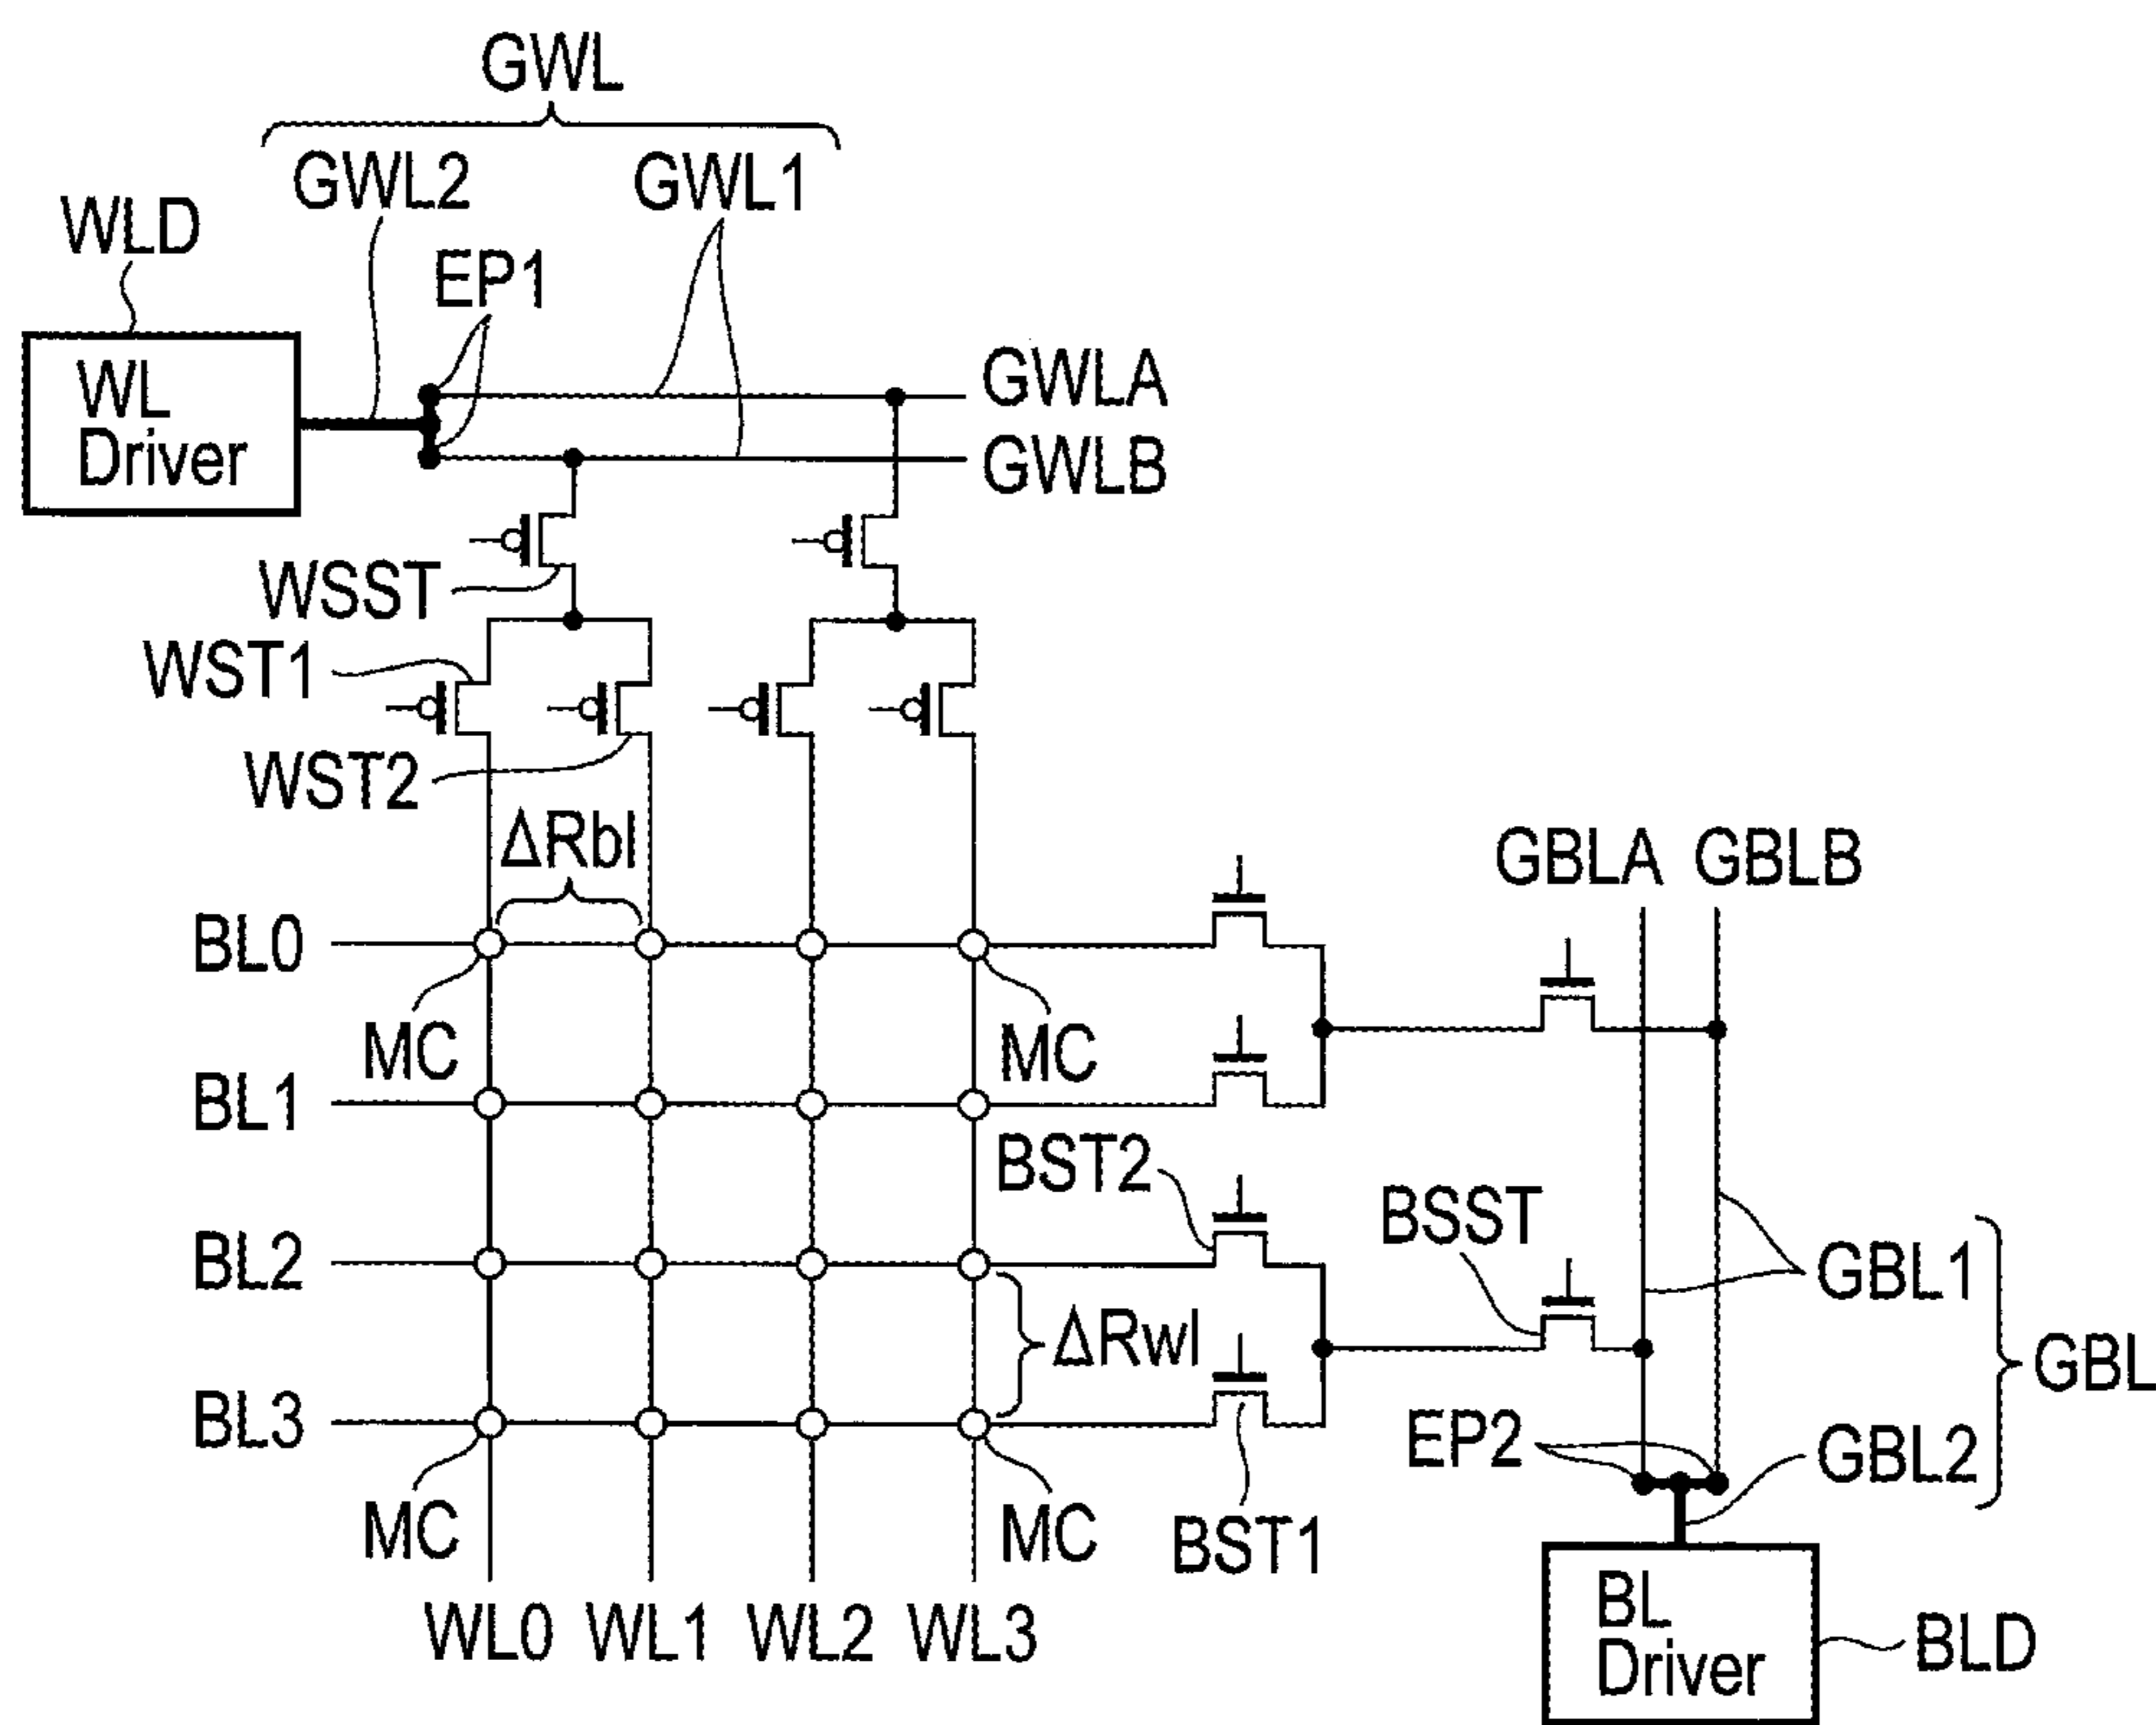 GWL
GWL2
GWL1
WLD
EP1
WL
Driver
GWLA
GWLB
WSST
WST1
WST2
ΔRbl
GBLA
GBLB
BL0
MC
MC
BL1
BST2
BSST
BL2
GBL1
ΔRwl
GBL
BL3
EP2
GBL2
MC
MC
BST1
WL0
WL1
WL2
WL3
BL
Driver
BLD